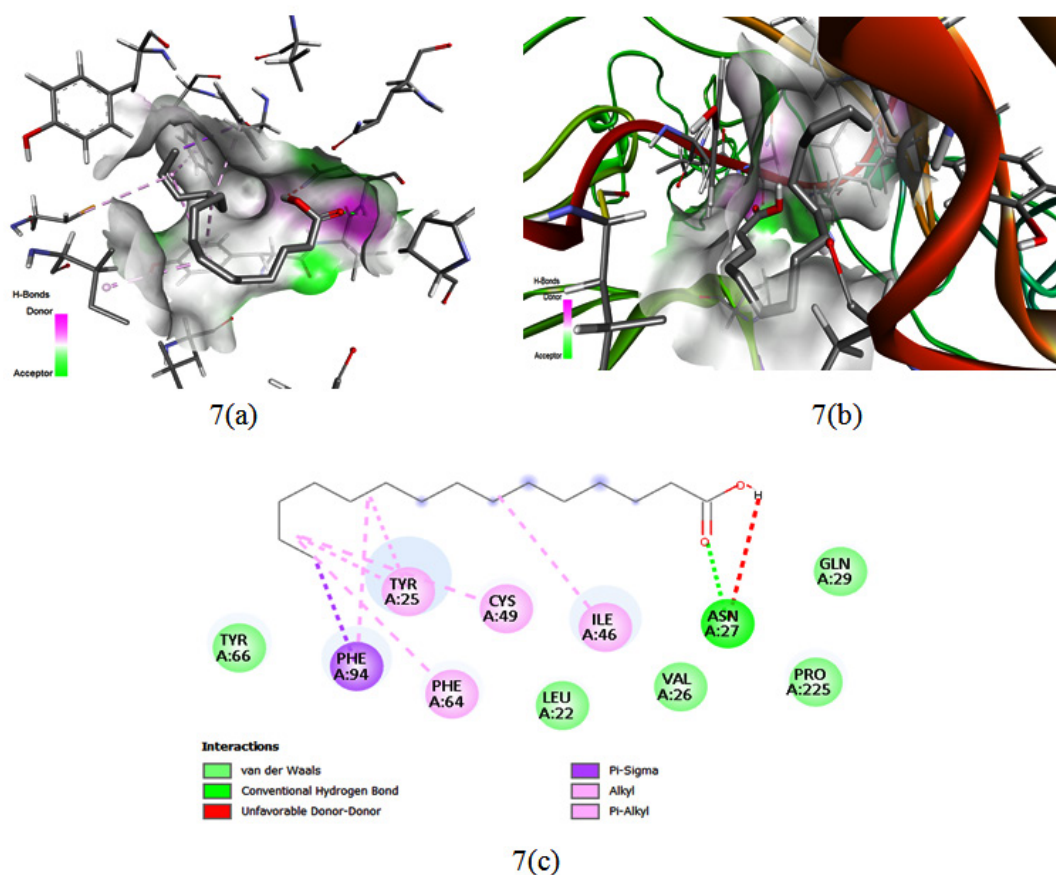 H-Bonds
Donor
Acceptor
7(a)
H-Bonds
Donor
Acceptor
7(b)
O
H
O
TYR
A:25
CYS
A:49
ILE
A:46
ASN
A:27
GLN
A:29
TYR
A:66
PHE
A:94
PHE
A:64
LEU
A:22
VAL
A:26
PRO
A:225
Interactions
van der Waals
Conventional Hydrogen Bond
Unfavorable Donor-Donor
Pi-Sigma
Alkyl
Pi-Alkyl
7(c)